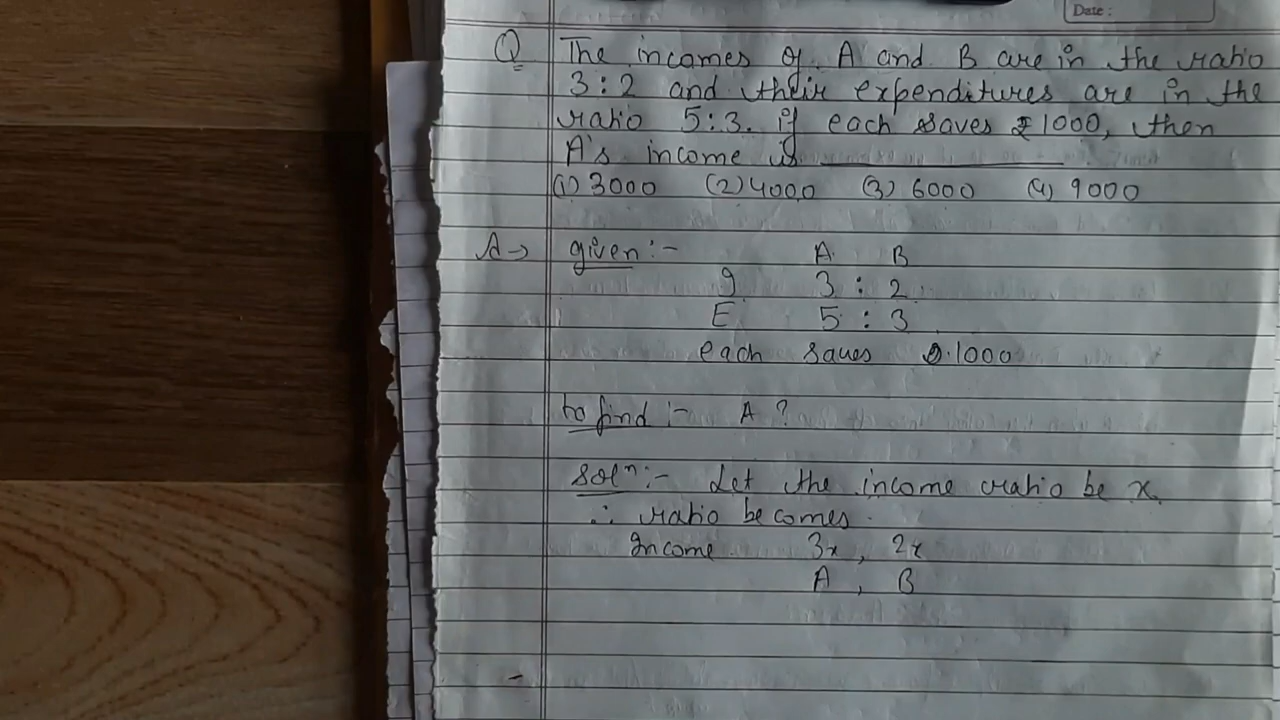 Date :
Q The incomes of A and B are in the ratio
3:2 and their expenditures are in the
ratio 5:3. if each saves ₹1000, then
A's income is ____________ .
(1) 3000 (2) 4000 (3) 6000 (4) 9000
A→ given :- A B
I 3 : 2
E 5 : 3
each saves 1000
to find :- A ?
Solⁿ :- Let the income ratio be x.
∴ ratio becomes.
Income 3x , 2x
A , B